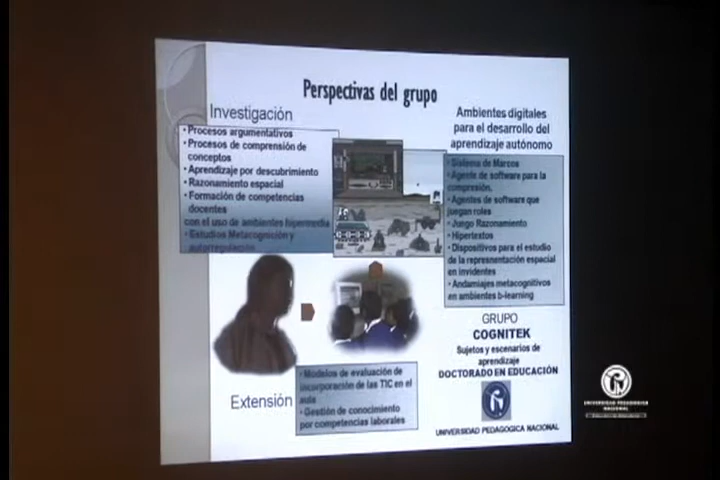 Perspectivas del grupo
Investigación
• Procesos argumentativos
• Procesos de comprensión de
conceptos
• Aprendizaje por descubrimiento
• Razonamiento espacial
• Formación de competencias
docentes
con el uso de ambientes hipermedia
• Estudios Metacognición y
autorregulación
Ambientes digitales
para el desarrollo del
aprendizaje autónomo
• Sistema de Marcos
• Agente de software para la
compresión.
• Agentes de software que
juegan roles
• Juego Razonamiento
• Hipertextos
• Dispositivos para el estudio
de la representación espacial
en invidentes
• Andamiajes metacognitivos
en ambientes b-learning
GRUPO
COGNITEK
Sujetos y escenarios de
aprendizaje
DOCTORADO EN EDUCACIÓN
UNIVERSIDAD PEDAGOGICA NACIONAL
Extensión
• Modelos de evaluación de
incorporación de las TIC en el
aula
• Gestión de conocimiento
por competencias laborales
UNIVERSIDAD PEDAGOGICA
NACIONAL